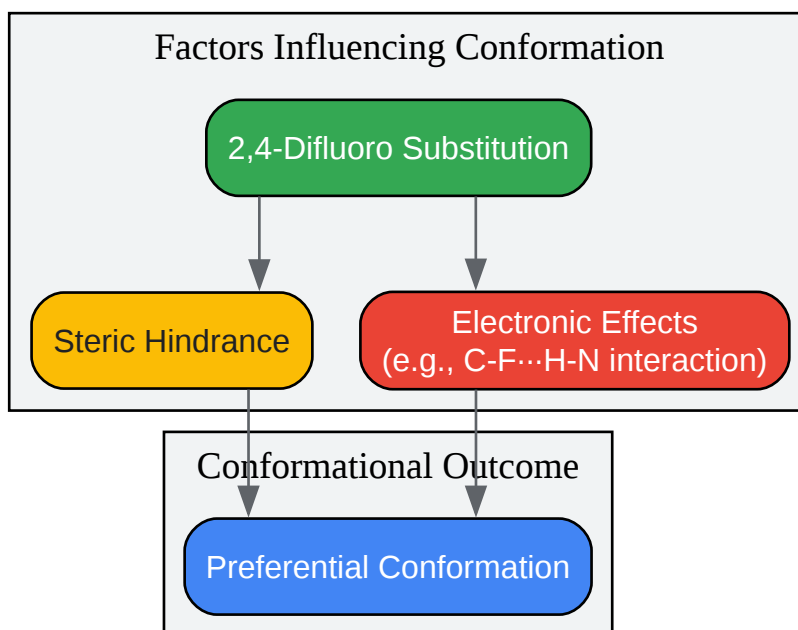 Factors Influencing Conformation
2,4-Difluoro Substitution
Steric Hindrance
Electronic Effects
(e.g., C-F···H-N interaction)
Conformational Outcome
Preferential Conformation